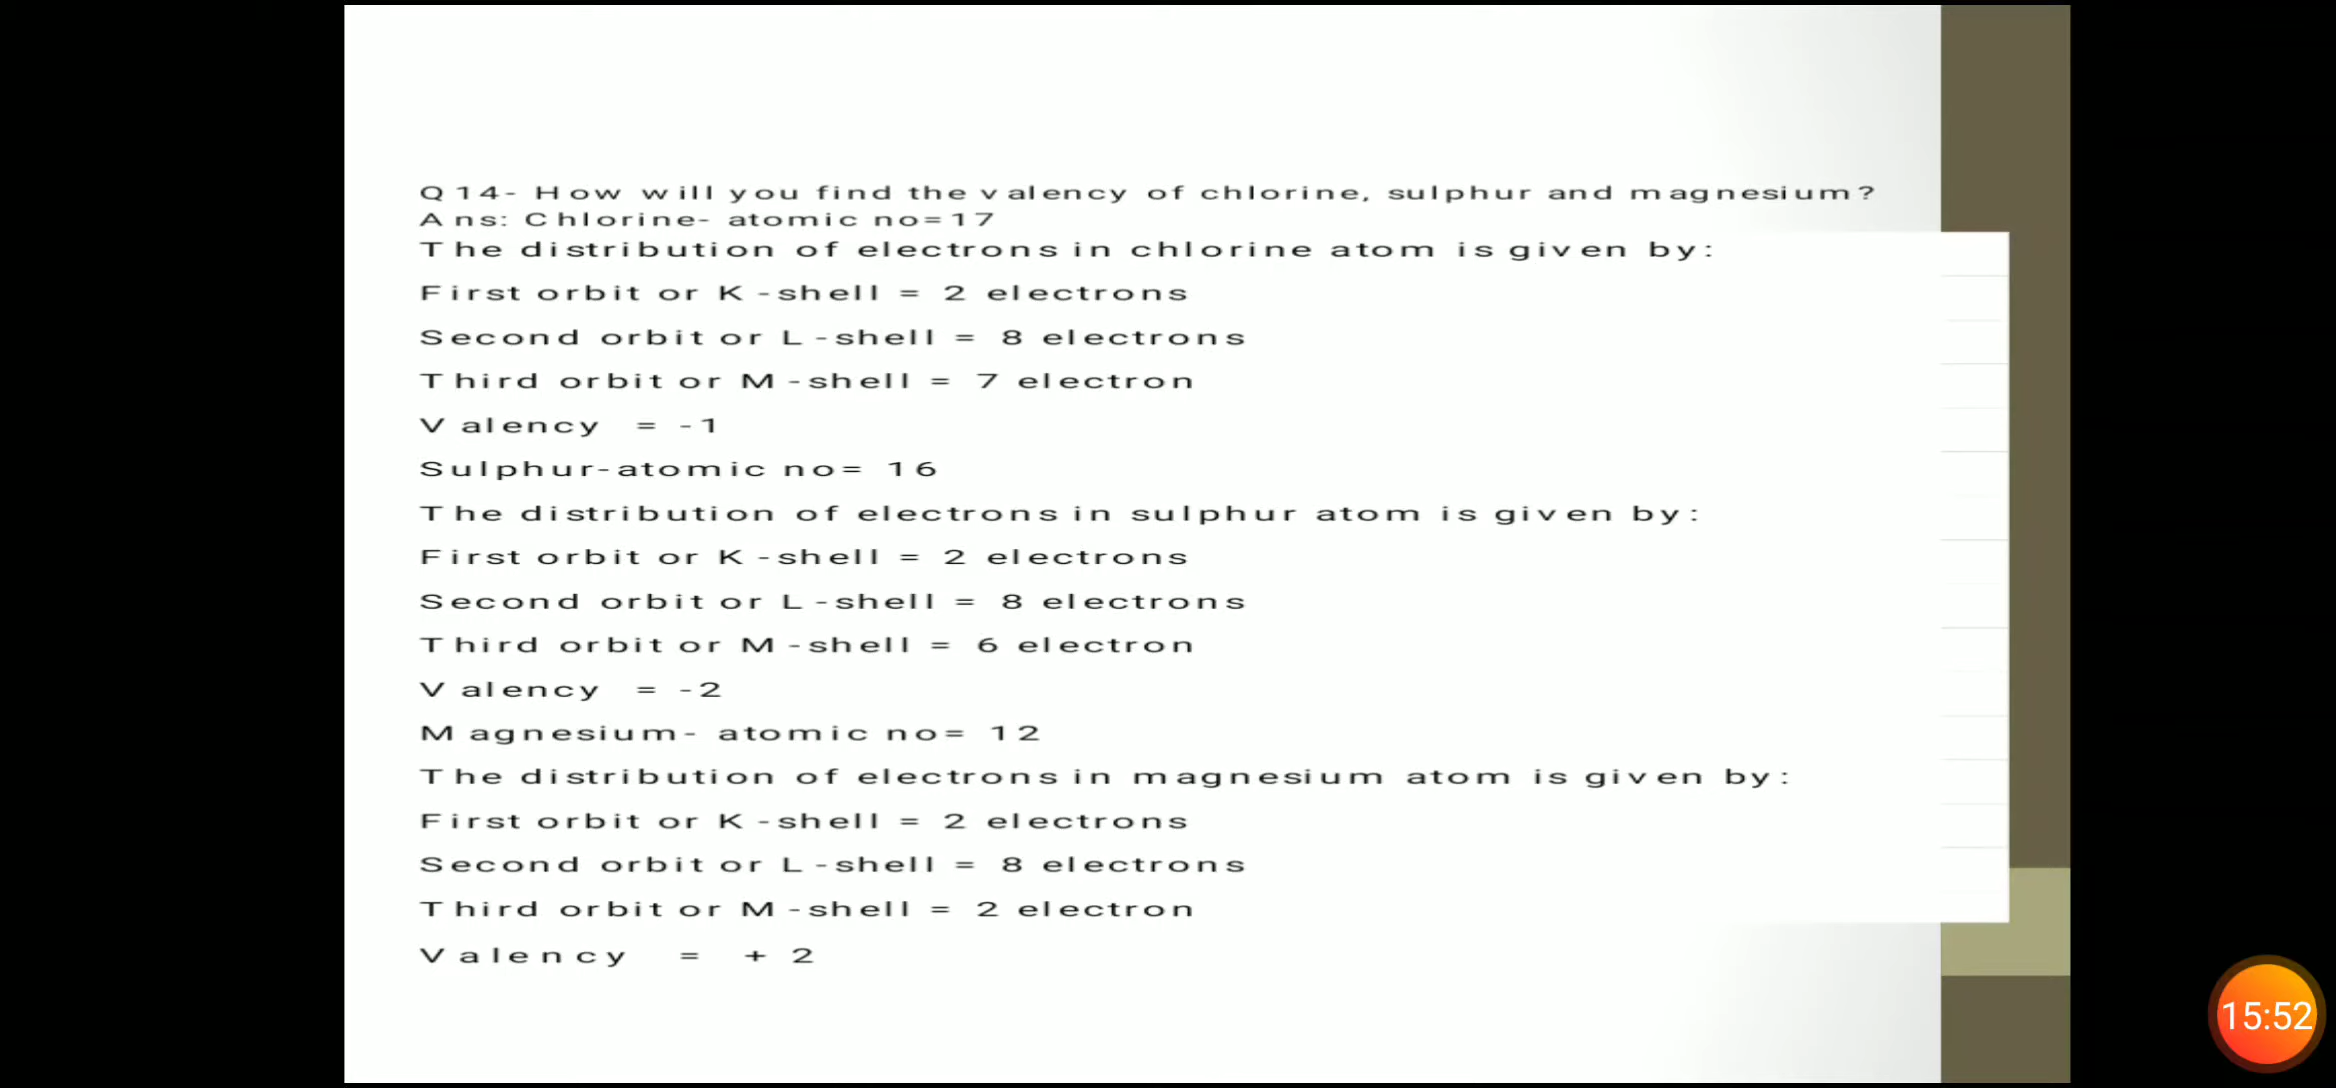 Q14- How will you find the valency of chlorine, sulphur and magnesium?
Ans: Chlorine- atomic no=17
The distribution of electrons in chlorine atom is given by:
First orbit or K-shell = 2 electrons
Second orbit or L-shell = 8 electrons
Third orbit or M-shell = 7 electron
Valency = -1
Sulphur-atomic no= 16
The distribution of electrons in sulphur atom is given by:
First orbit or K-shell = 2 electrons
Second orbit or L-shell = 8 electrons
Third orbit or M-shell = 6 electron
Valency = -2
Magnesium- atomic no= 12
The distribution of electrons in magnesium atom is given by:
First orbit or K-shell = 2 electrons
Second orbit or L-shell = 8 electrons
Third orbit or M-shell = 2 electron
Valency = + 2
15:52